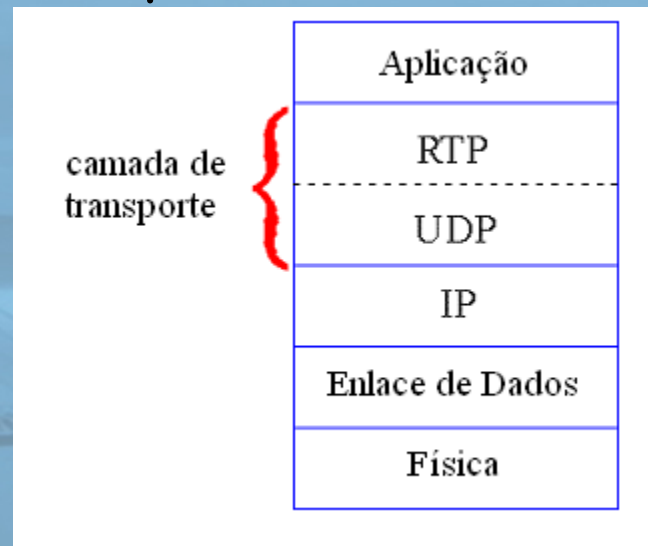 Aplicação
camada de
transporte
RTP
UDP
IP
Enlace de Dados
Física